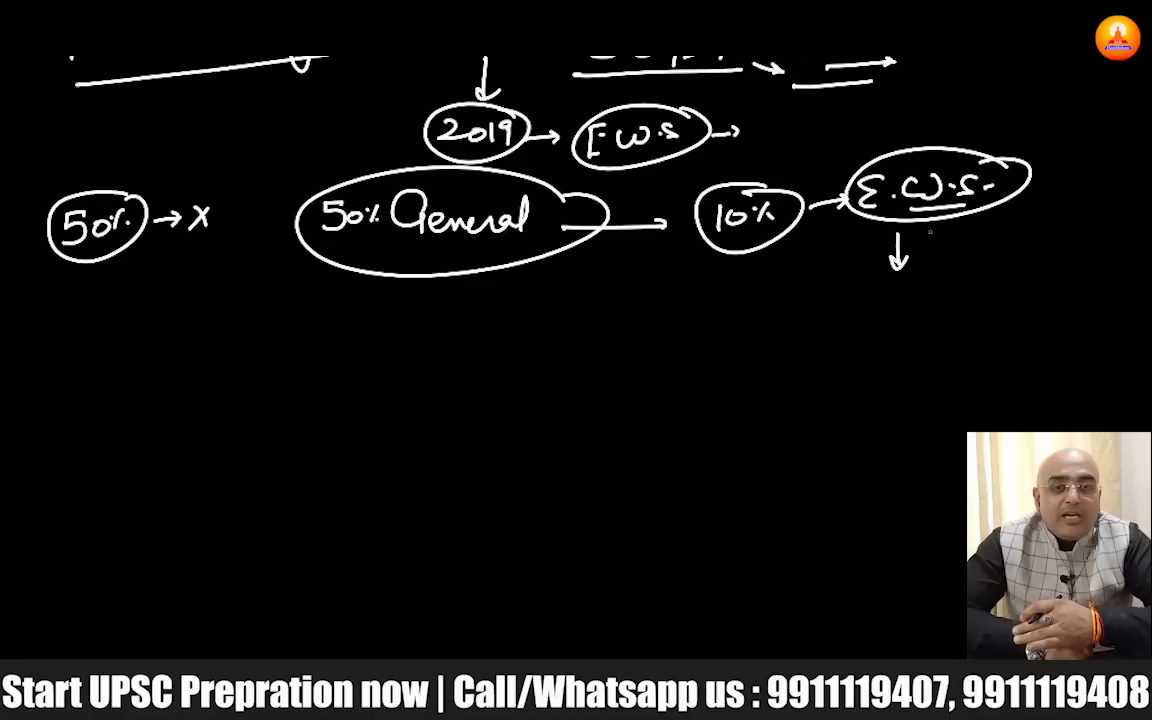 2019 → E.W.S →
50% → X 50% General → 10% → E.W.S.
Start UPSC Prepration now | Call/Whatsapp us : 9911119407, 9911119408